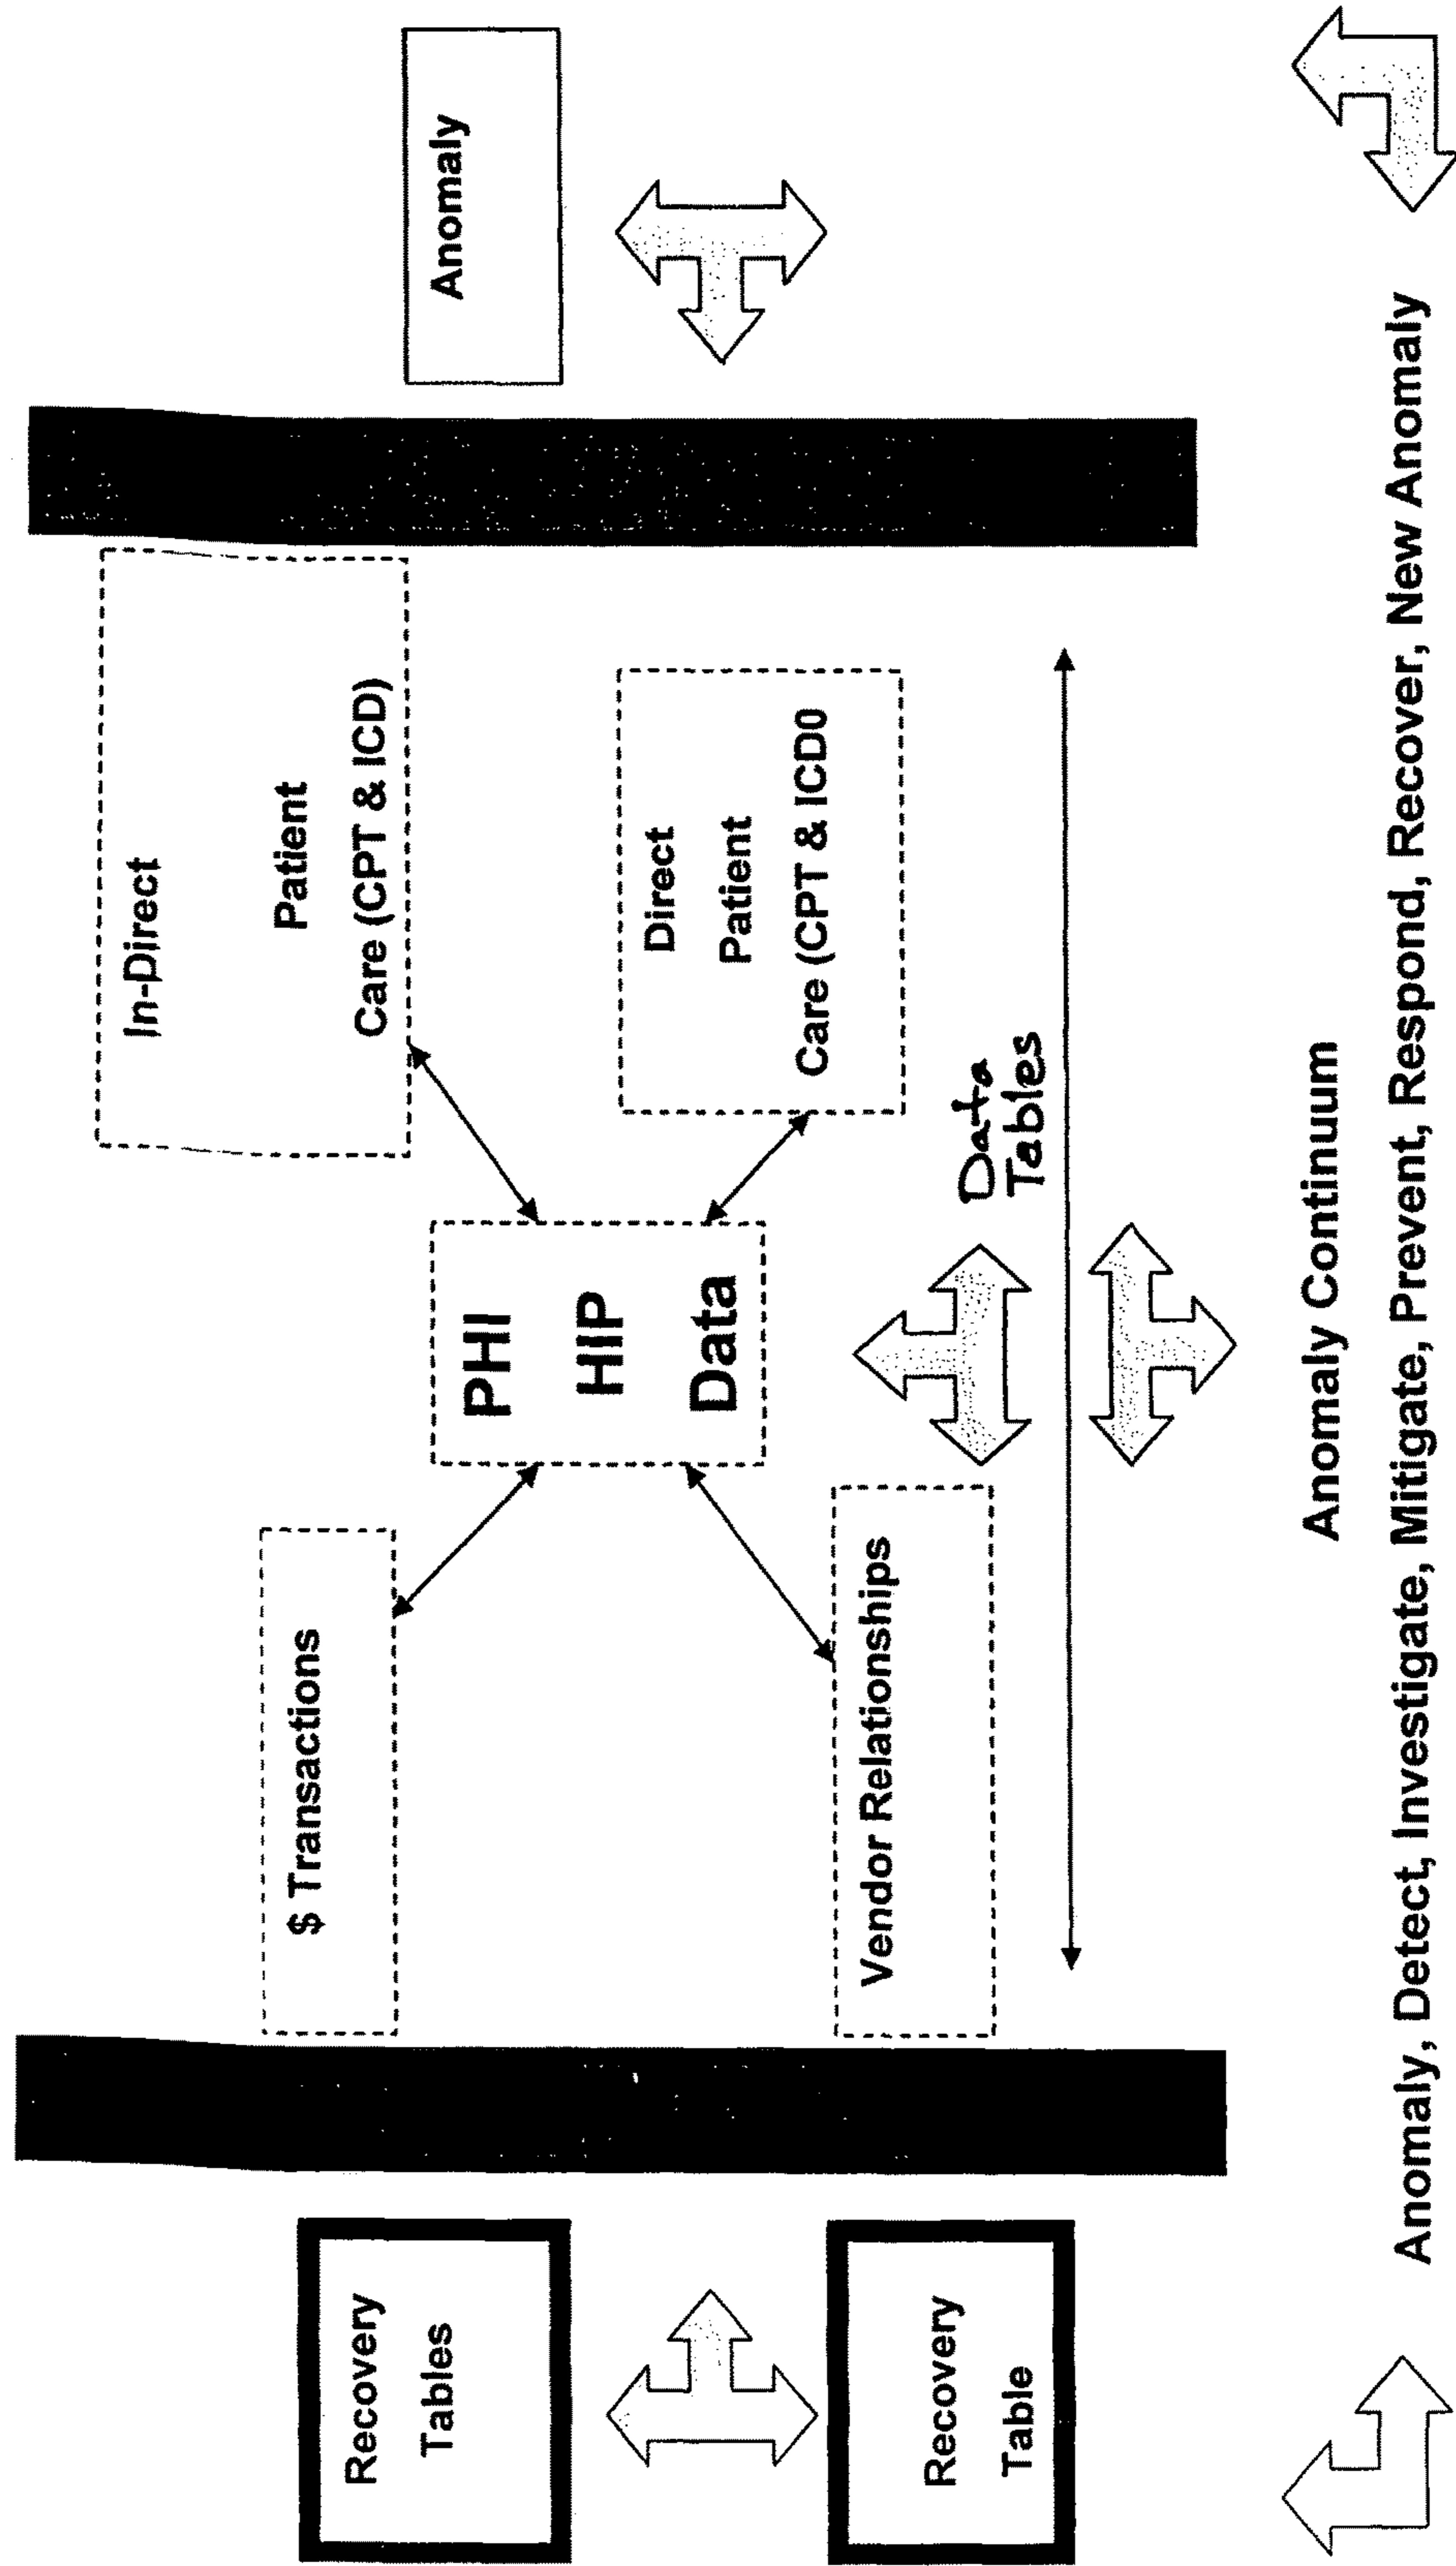 Recovery
Tables
Recovery
Table
$ Transactions
Vendor Relationships
PHI
HIP
Data
In-Direct
Patient
Care (CPT & ICD)
Direct
Patient
Care (CPT & ICD0
Data
Tables
Anomaly
Anomaly Continuum
Anomaly, Detect, Investigate, Mitigate, Prevent, Respond, Recover, New Anomaly